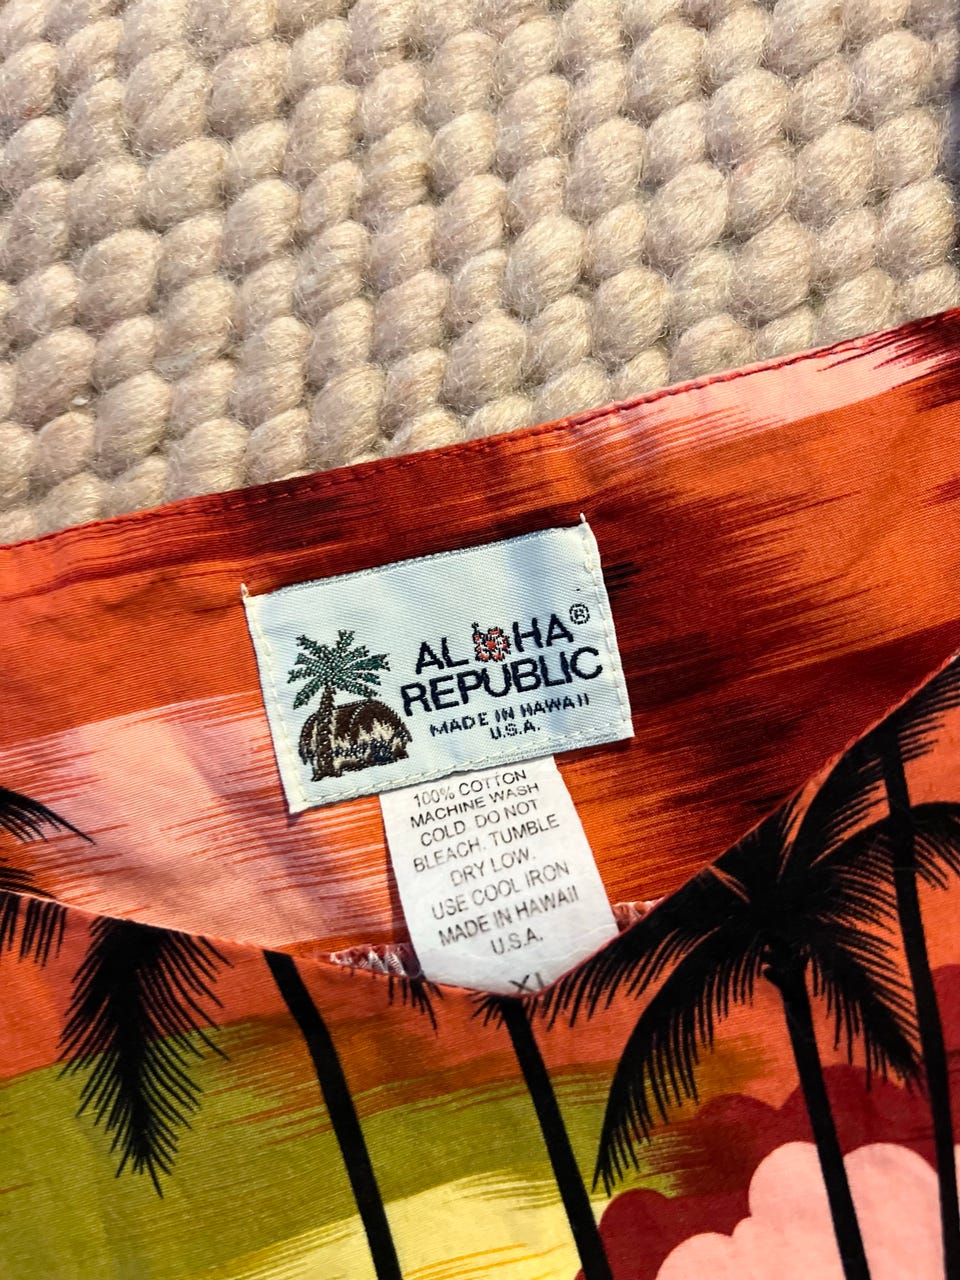 ALOHA®
REPUBLIC
MADE IN HAWAII
U.S.A.
100% COTTON
MACHINE WASH
COLD. DO NOT
BLEACH. TUMBLE
DRY LOW.
USE COOL IRON
MADE IN HAWAII
U.S.A.
XL